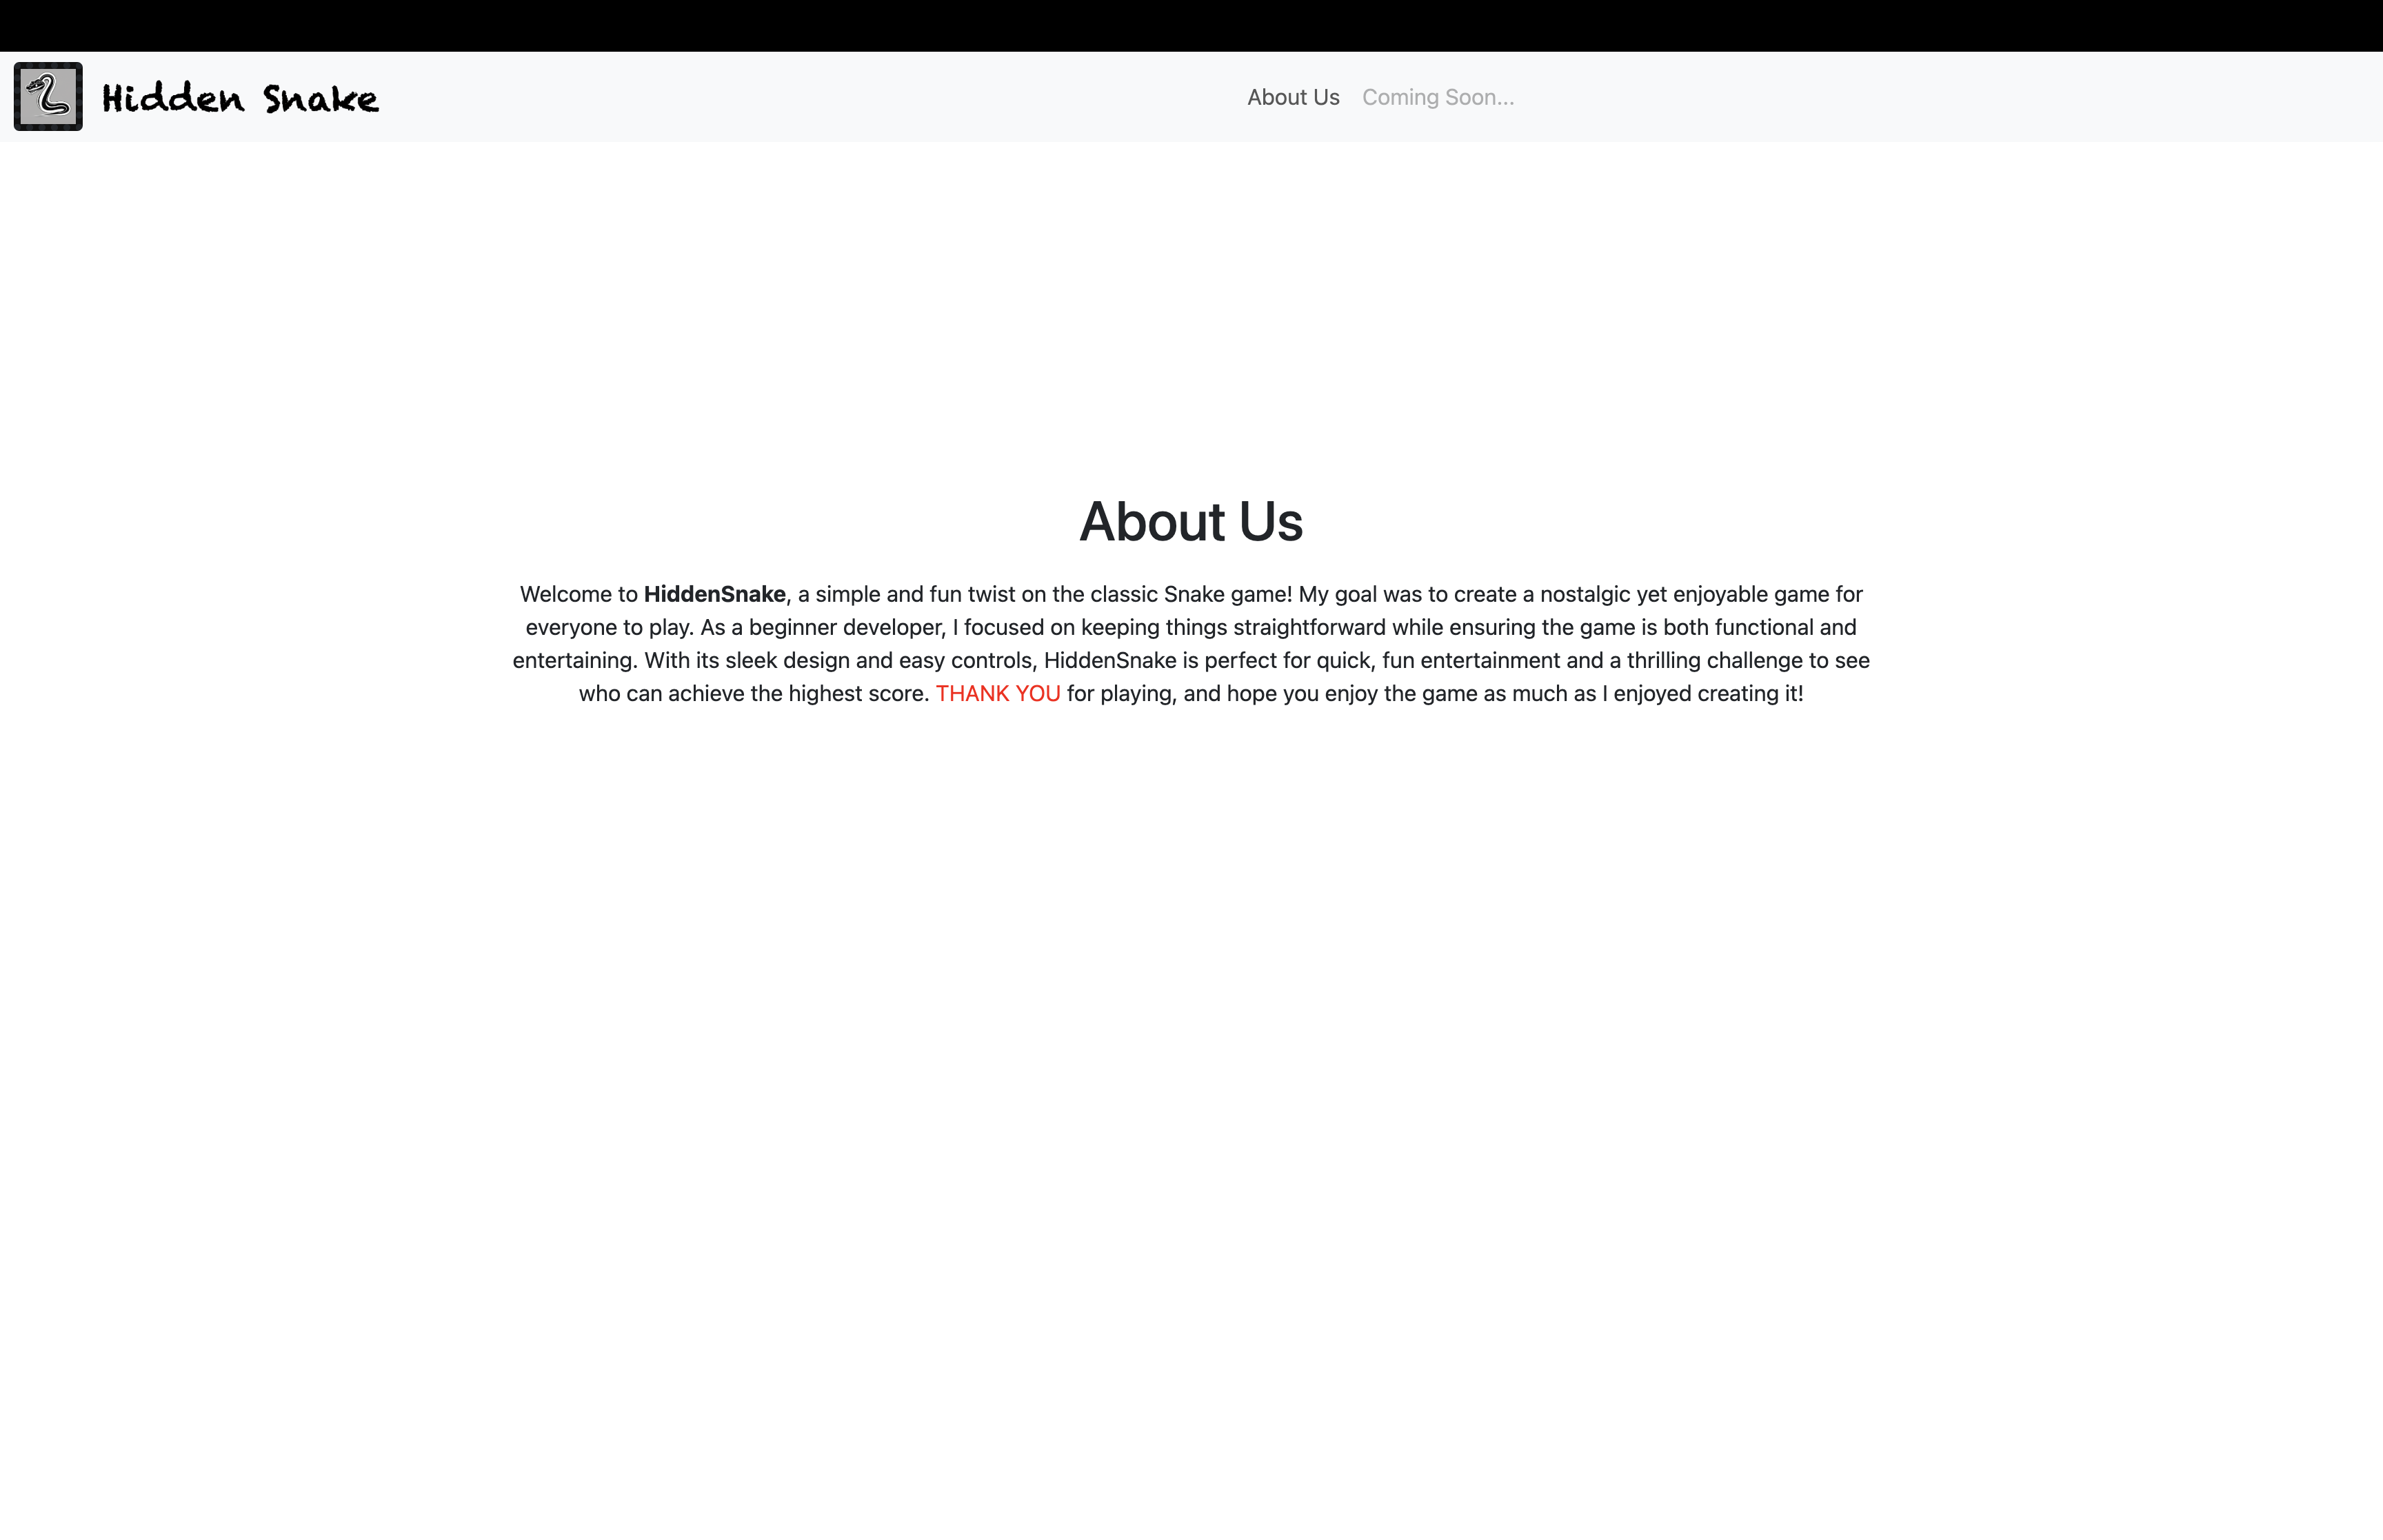 Hidden Snake
About Us
Coming Soon...
About Us
Welcome to HiddenSnake, a simple and fun twist on the classic Snake game! My goal was to create a nostalgic yet enjoyable game for
everyone to play. As a beginner developer, I focused on keeping things straightforward while ensuring the game is both functional and
entertaining. With its sleek design and easy controls, HiddenSnake is perfect for quick, fun entertainment and a thrilling challenge to see
who can achieve the highest score. THANK YOU for playing, and hope you enjoy the game as much as I enjoyed creating it!